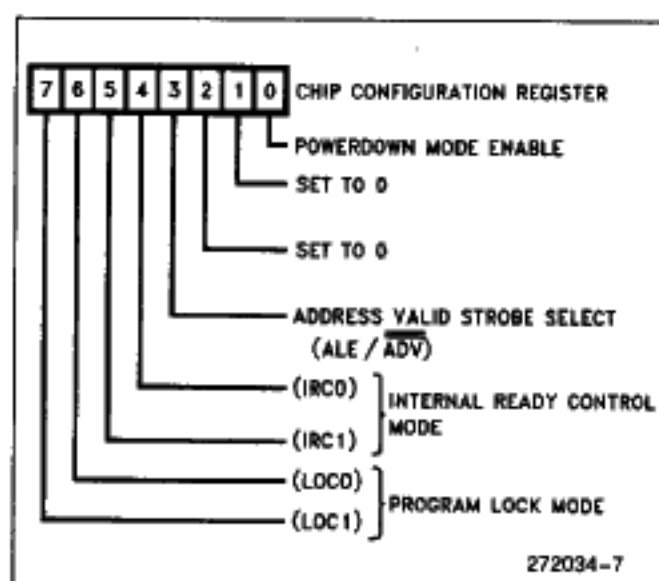 7 6 5 4 3 2 1 0 CHIP CONFIGURATION REGISTER
POWERDOWN MODE ENABLE
SET TO 0
SET TO 0
ADDRESS VALID STROBE SELECT
(ALE / ADV)
(IRC0)
INTERNAL READY CONTROL
MODE
(IRC1)
(LOC0)
PROGRAM LOCK MODE
(LOC1)
272034-7